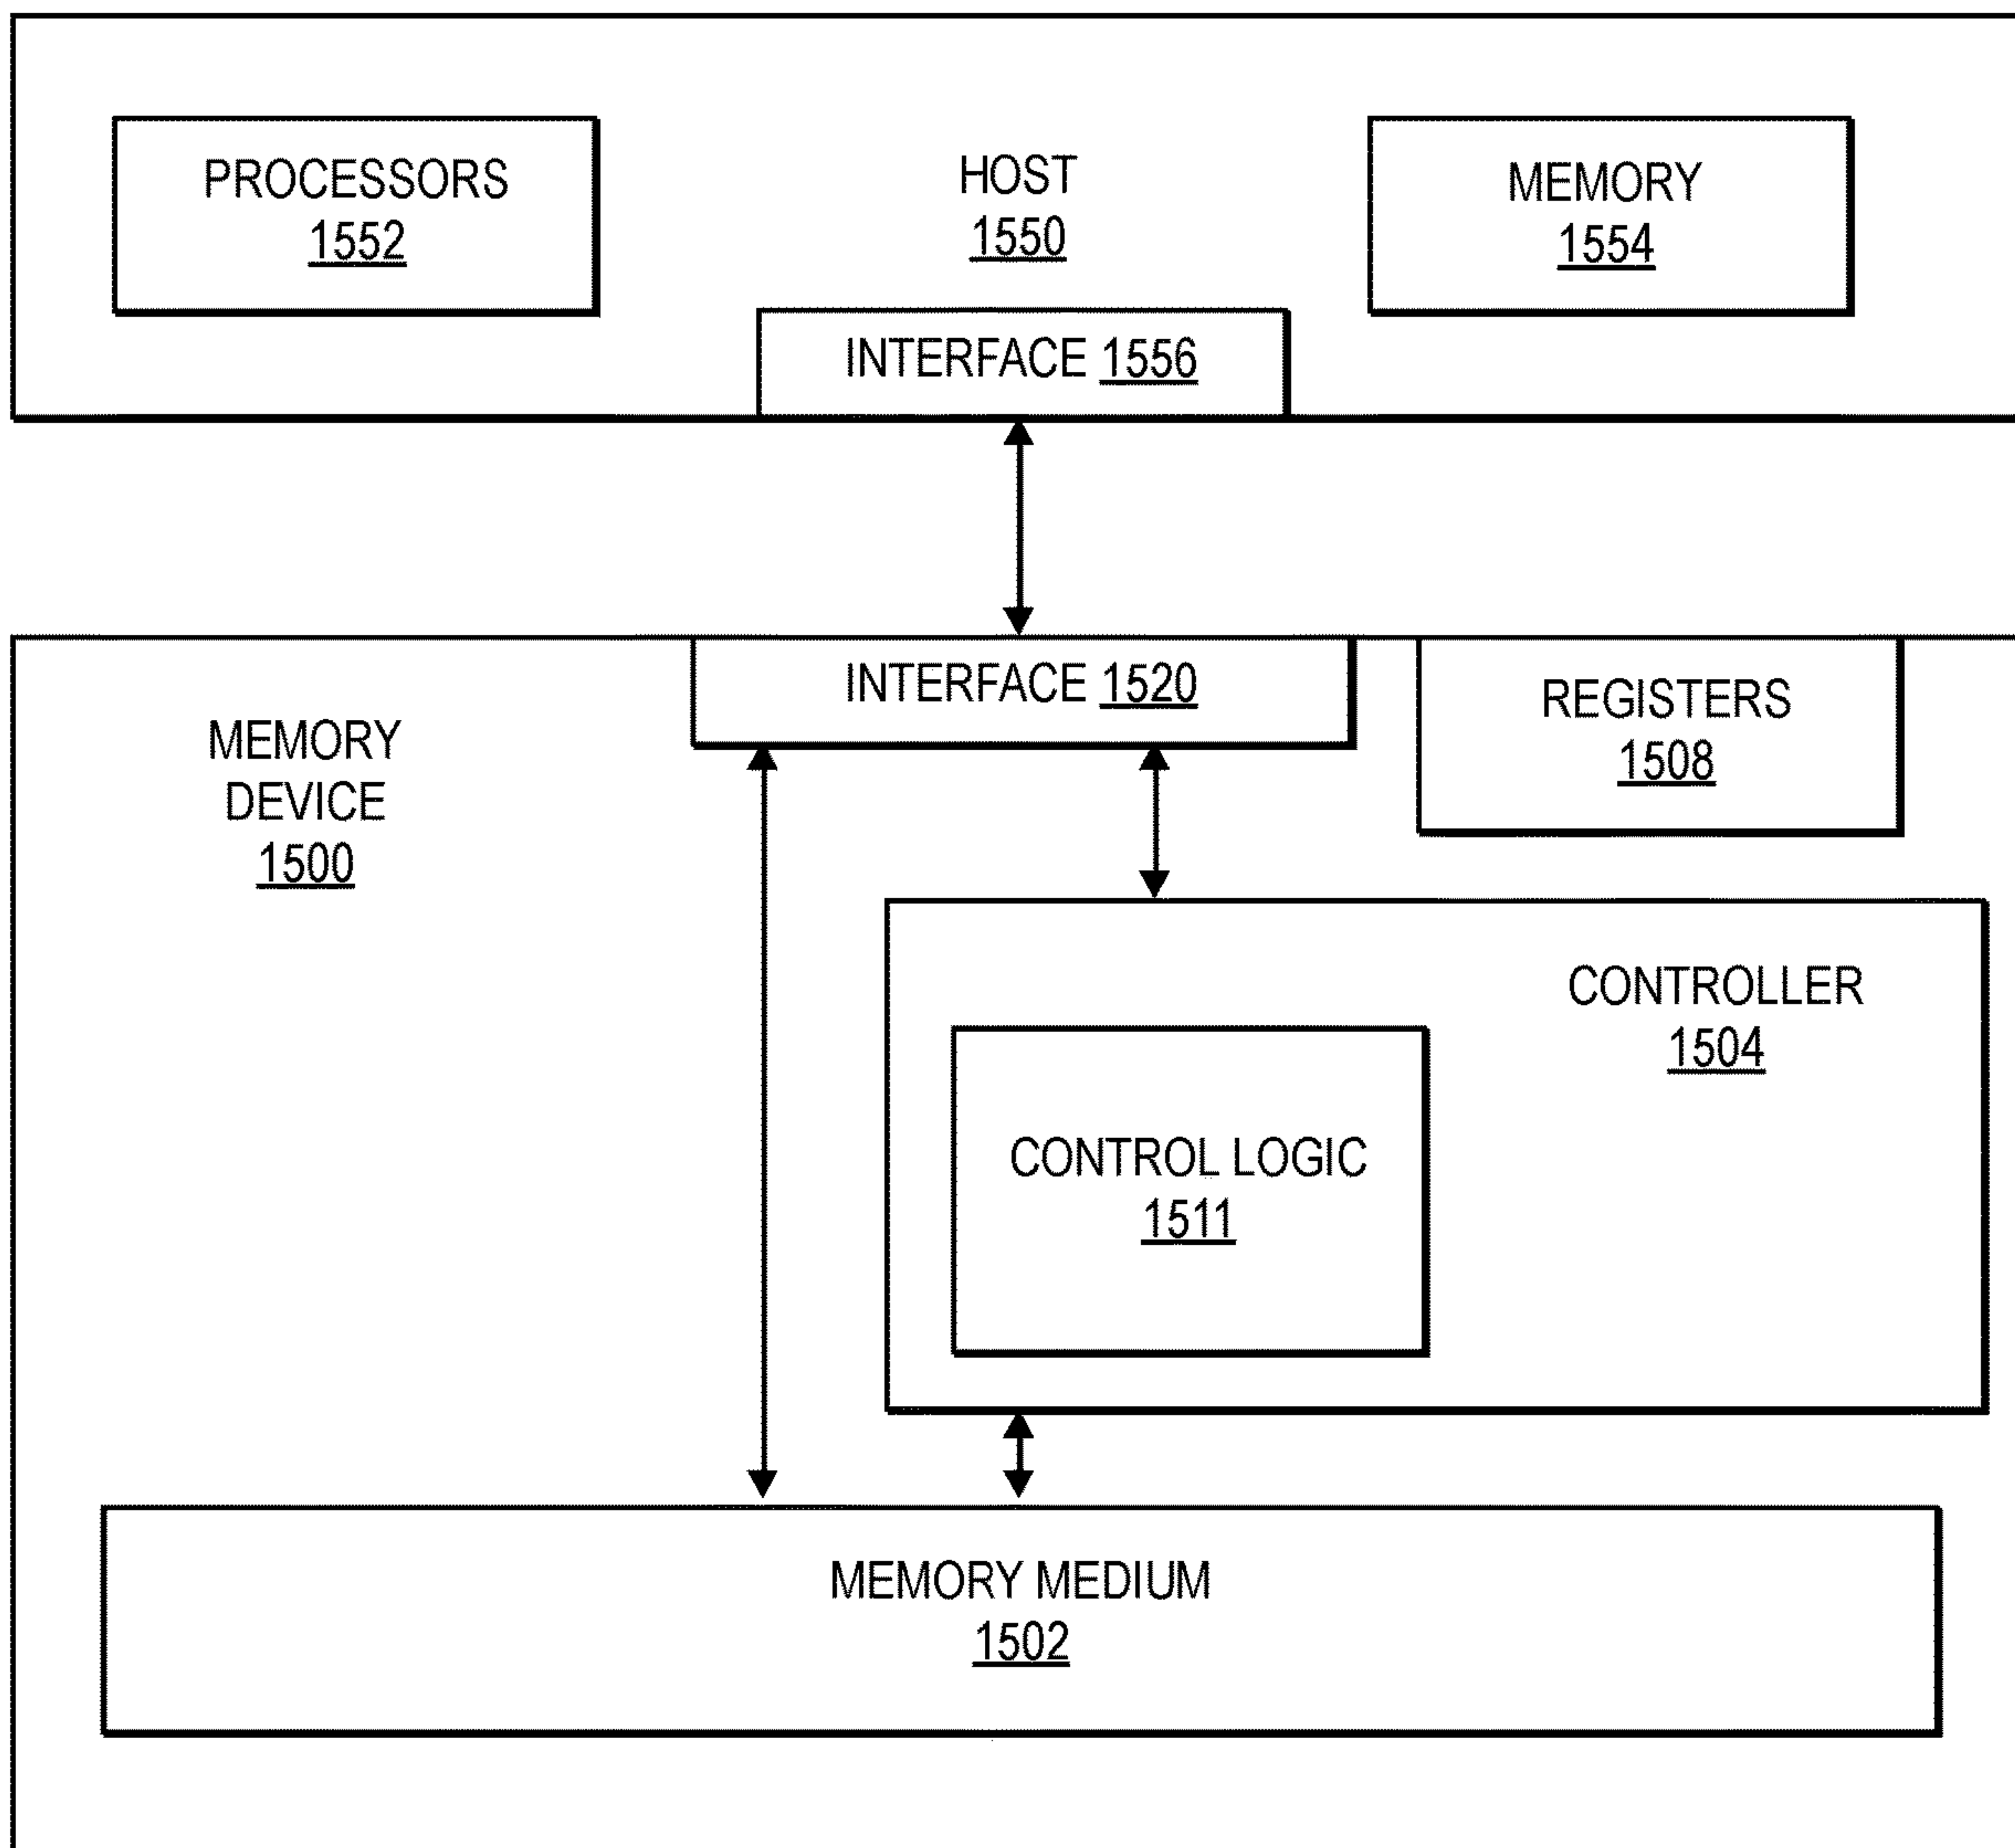 PROCESSORS
1552
HOST
1550
MEMORY
1554
INTERFACE 1556
INTERFACE 1520
REGISTERS
1508
MEMORY
DEVICE
1500
CONTROLLER
1504
CONTROL LOGIC
1511
MEMORY MEDIUM
1502